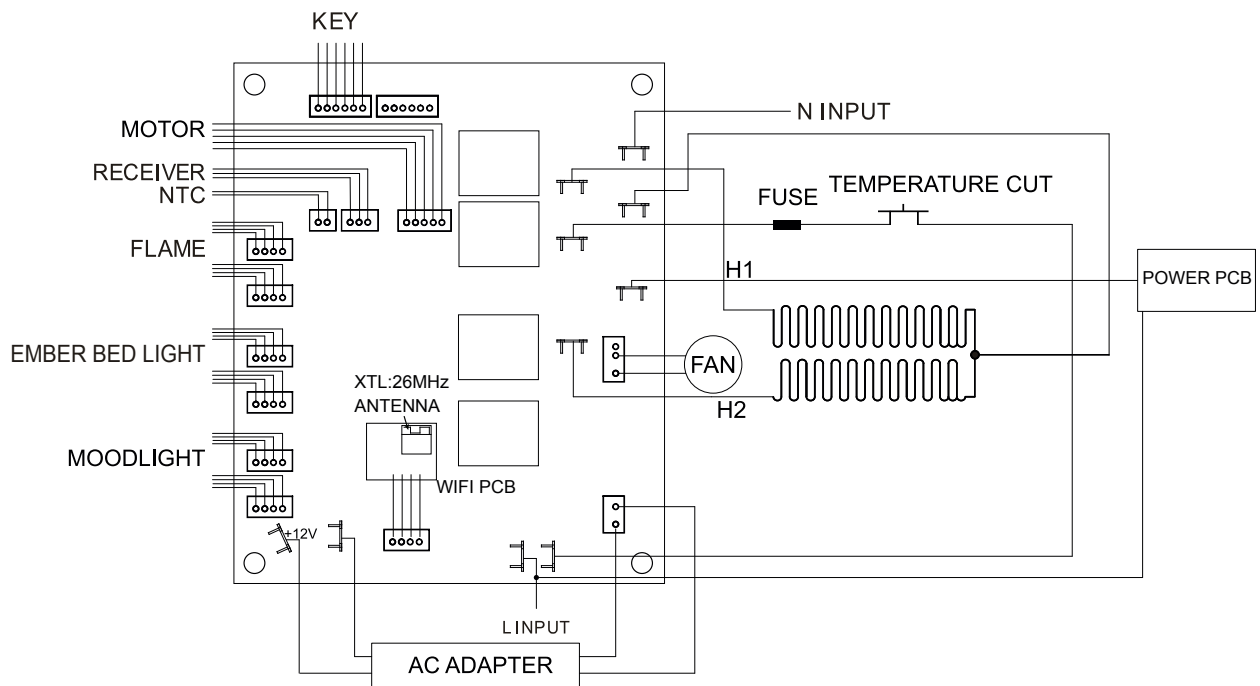 KEY
N INPUT
MOTOR
RECEIVER
NTC
FUSE
TEMPERATURE CUT
FLAME
H1
POWER PCB
EMBER BED LIGHT
FAN
XTL:26MHz
ANTENNA
H2
MOODLIGHT
WIFI PCB
+12V
L INPUT
AC ADAPTER